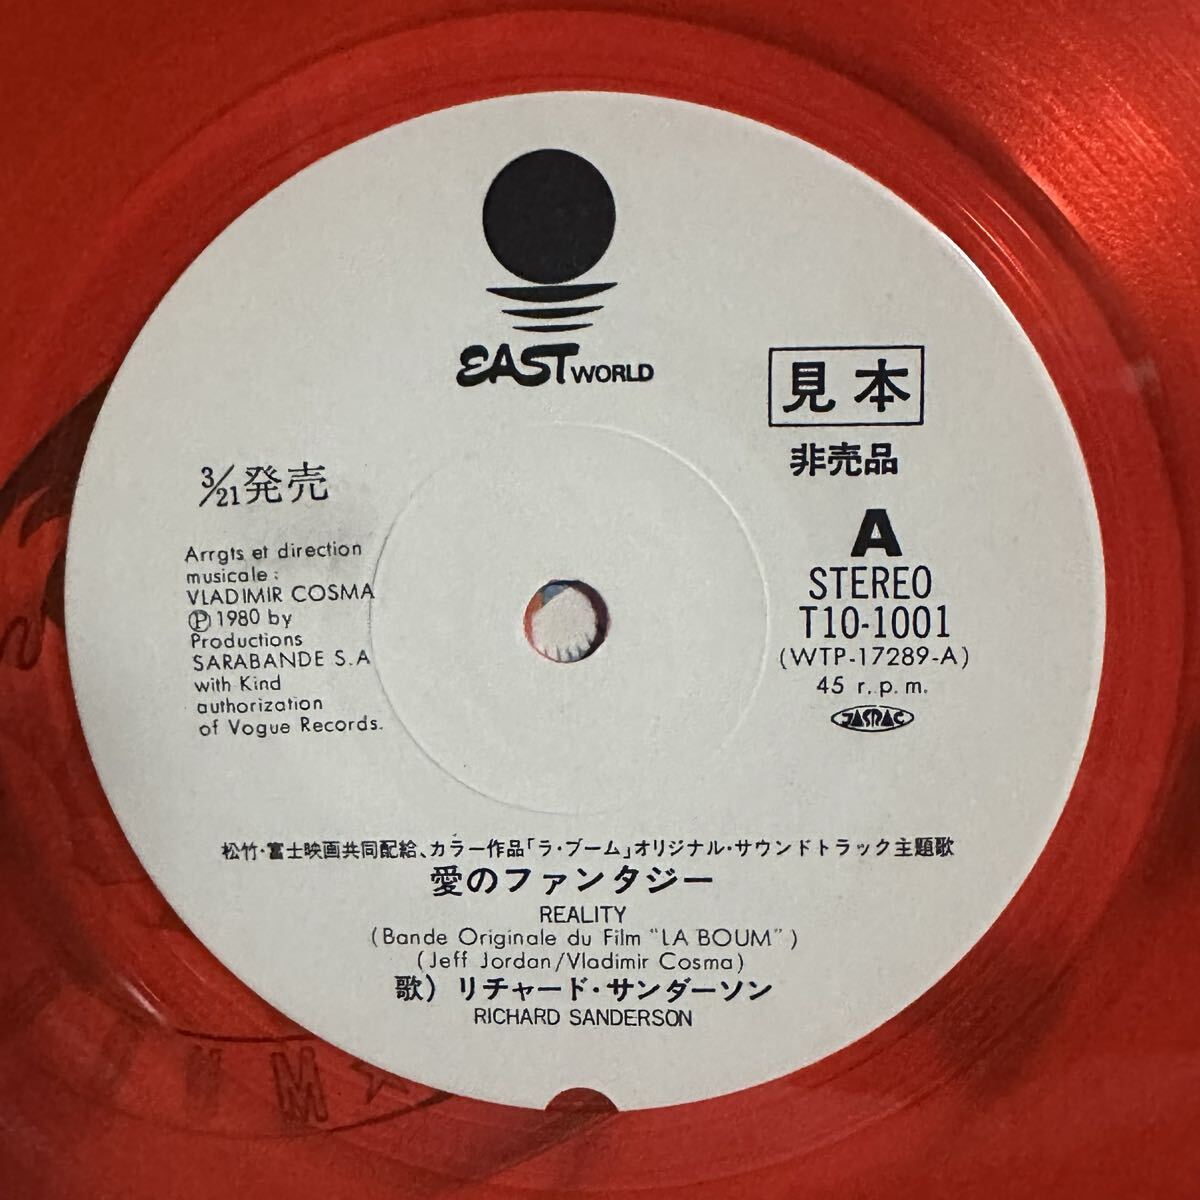 EAST WORLD
見本
非売品
3/21発売
A
STEREO
T10-1001
(WTP-17289-A)
45 r.p.m.
JASRAC
Arrgts et direction
musicale :
VLADIMIR COSMA
Ⓟ 1980 by
Productions
SARABANDE S.A
with Kind
authorization
of Vogue Records.
松竹・富士映画共同配給、カラー作品「ラ・ブーム」オリジナル・サウンドトラック主題歌
愛のファンタジー
REALITY
(Bande Originale du Film "LA BOUM")
(Jeff Jordan/Vladimir Cosma)
歌) リチャード・サンダーソン
RICHARD SANDERSON